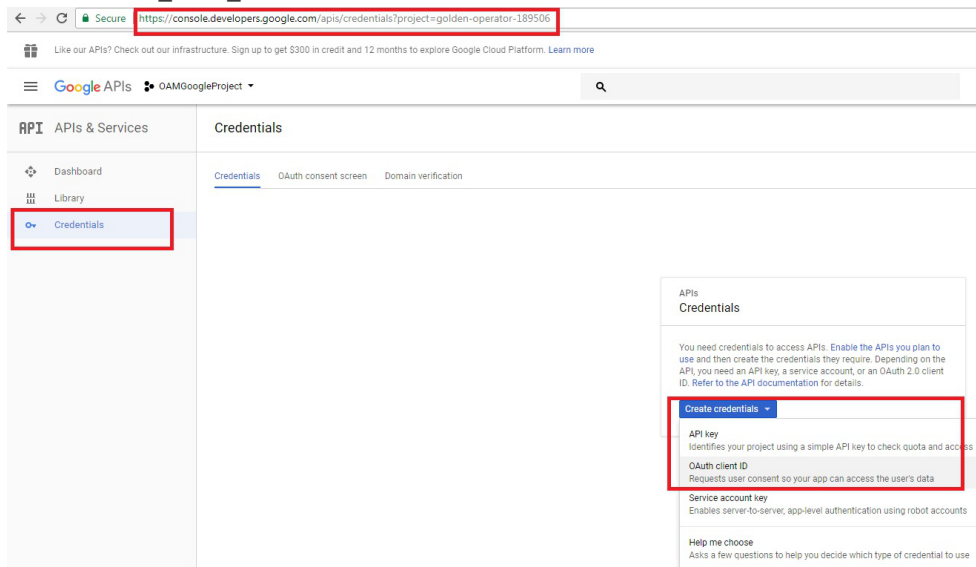 Secure https://console.developers.google.com/apis/credentials?project=golden-operator-189506
Like our APIs? Check out our infrastructure. Sign up to get $300 in credit and 12 months to explore Google Cloud Platform. Learn more
Google APIs OAMGoogleProject
API APIs & Services
Credentials
Dashboard
Library
Credentials
Credentials OAuth consent screen Domain verification
APIs
Credentials
You need credentials to access APIs. Enable the APIs you plan to
use and then create the credentials they require. Depending on the
API, you need an API key, a service account, or an OAuth 2.0 client
ID. Refer to the API documentation for details.
Create credentials
API key
Identifies your project using a simple API key to check quota and access
OAuth client ID
Requests user consent so your app can access the user's data
Service account key
Enables server-to-server, app-level authentication using robot accounts
Help me choose
Asks a few questions to help you decide which type of credential to use